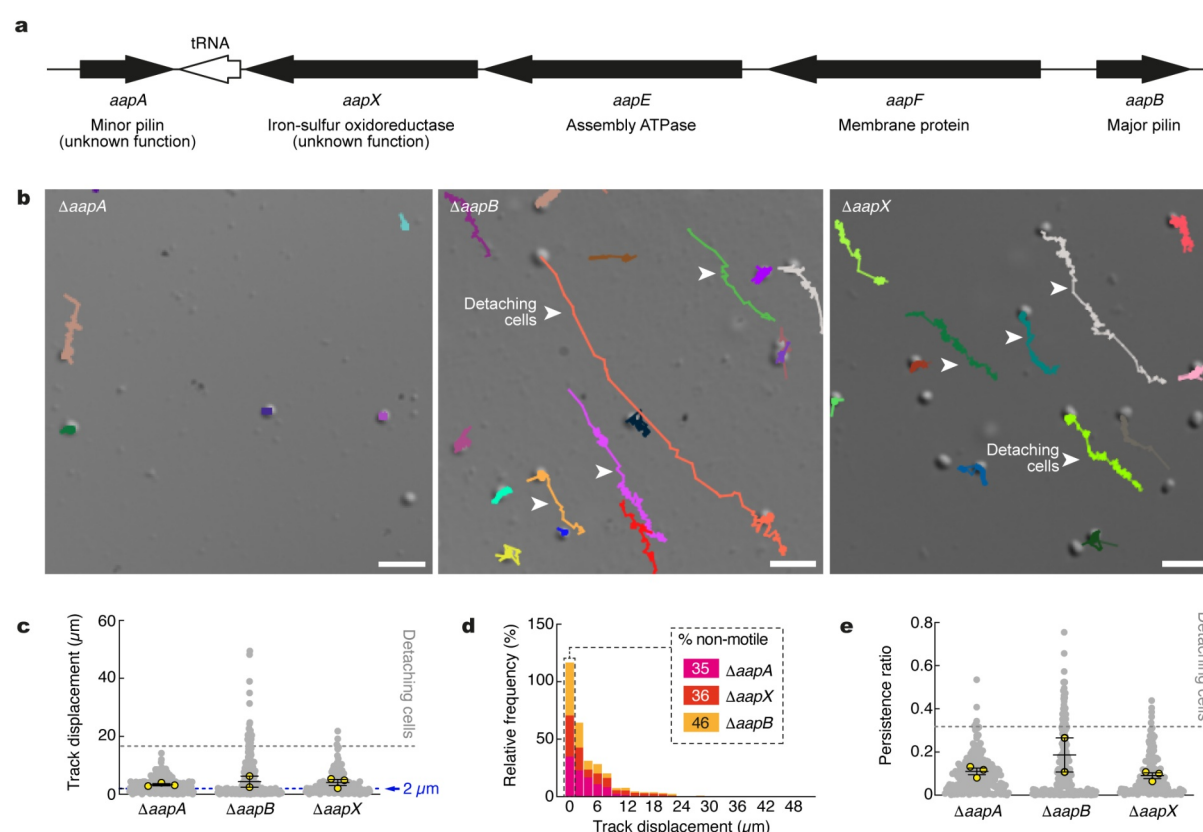 a
tRNA
aapA
aapX
aapE
aapF
aapB
Minor pilin
(unknown function)
Iron-sulfur oxidoreductase
(unknown function)
Assembly ATPase
Membrane protein
Major pilin
b
ΔaapA
ΔaapB
ΔaapX
Detaching
cells
Detaching
cells
c
Track displacement (µm)
60
40
20
0
Detaching cells
2 µm
ΔaapA
ΔaapB
ΔaapX
d
Relative frequency (%)
150
100
50
0
% non-motile
35 ΔaapA
36 ΔaapX
46 ΔaapB
0 6 12 18 24 30 36 42 48
Track displacement (µm)
e
Persistence ratio
0.8
0.6
0.4
0.2
0
Detaching cells
ΔaapA
ΔaapB
ΔaapX